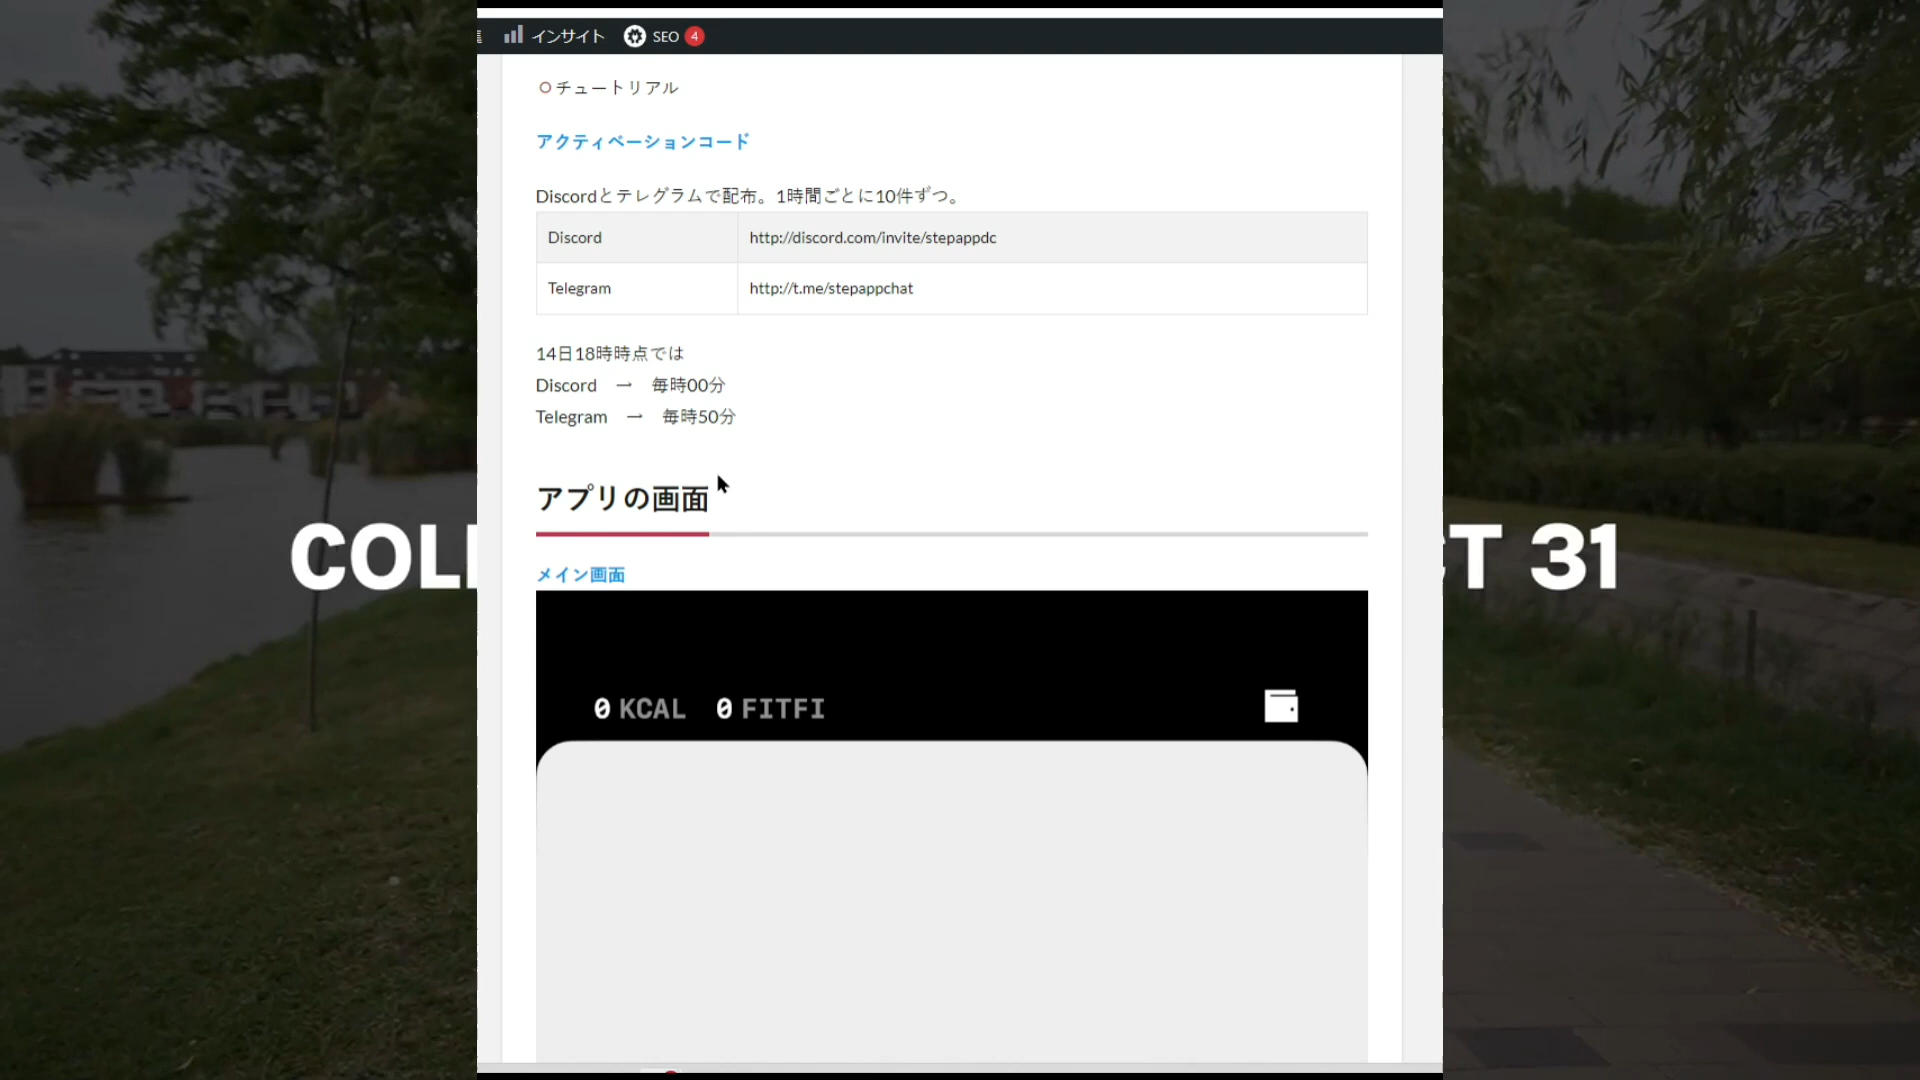 インサイト SEO 4
チュートリアル
アクティベーションコード
Discordとテレグラムで配布。1時間ごとに10件ずつ。
Discord http://discord.com/invite/stepappdc
Telegram http://t.me/stepappchat
14日18時時点では
Discord → 毎時00分
Telegram → 毎時50分
アプリの画面
COLL
CT 31
メイン画面
0 KCAL 0 FITFI